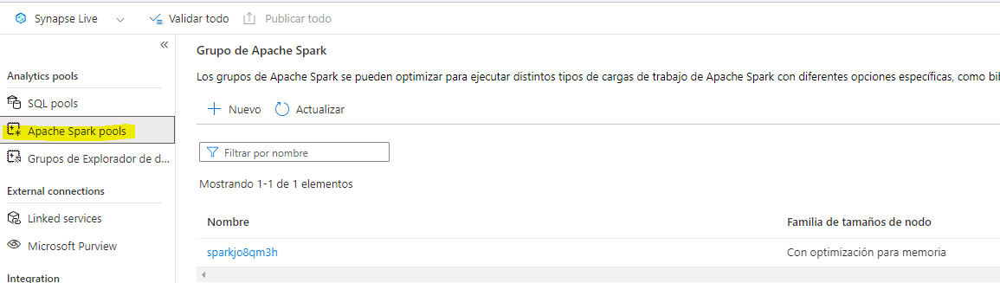 Synapse Live
Validar todo
Publicar todo
«
Analytics pools
SQL pools
Apache Spark pools
Grupos de Explorador de d...
External connections
Linked services
Microsoft Purview
Integration
Grupo de Apache Spark
Los grupos de Apache Spark se pueden optimizar para ejecutar distintos tipos de cargas de trabajo de Apache Spark con diferentes opciones específicas, como bib
Nuevo
Actualizar
Filtrar por nombre
Mostrando 1-1 de 1 elementos
Nombre
Familia de tamaños de nodo
sparkjo8qm3h
Con optimización para memoria